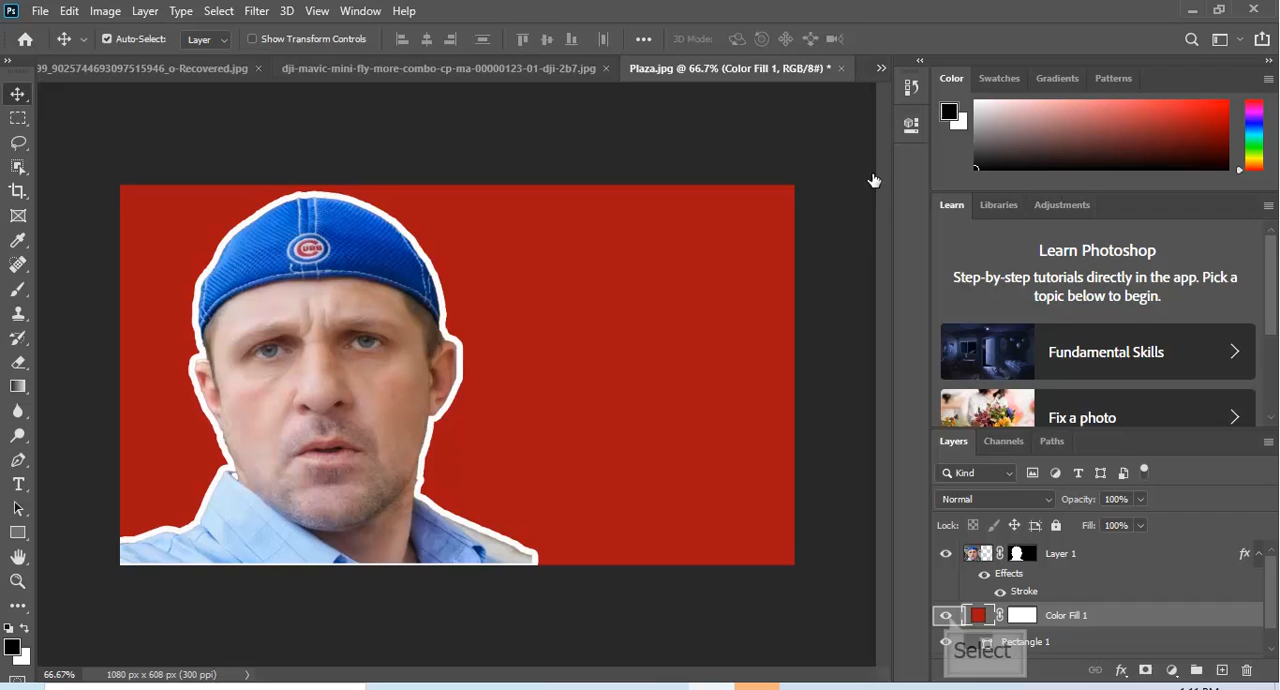 Ps File Edit Image Layer Type Select Filter 3D View Window Help
Auto-Select: Layer Show Transform Controls 3D Mode:
99_9025744693097515946_o-Recovered.jpg × dji-mavic-mini-fly-more-combo-cp-ma-00000123-01-dji-2b7.jpg × Plaza.jpg @ 66.7% (Color Fill 1, RGB/8#) * ×
Color Swatches Gradients Patterns
Learn Libraries Adjustments
Learn Photoshop
Step-by-step tutorials directly in the app. Pick a
topic below to begin.
Fundamental Skills
Fix a photo
CUBS
Layers Channels Paths
Kind
Normal Opacity: 100%
Lock: Fill: 100%
Layer 1 fx
Effects
Stroke
Color Fill 1
Rectangle 1
Select
66.67% 1080 px x 608 px (300 ppi)
fx